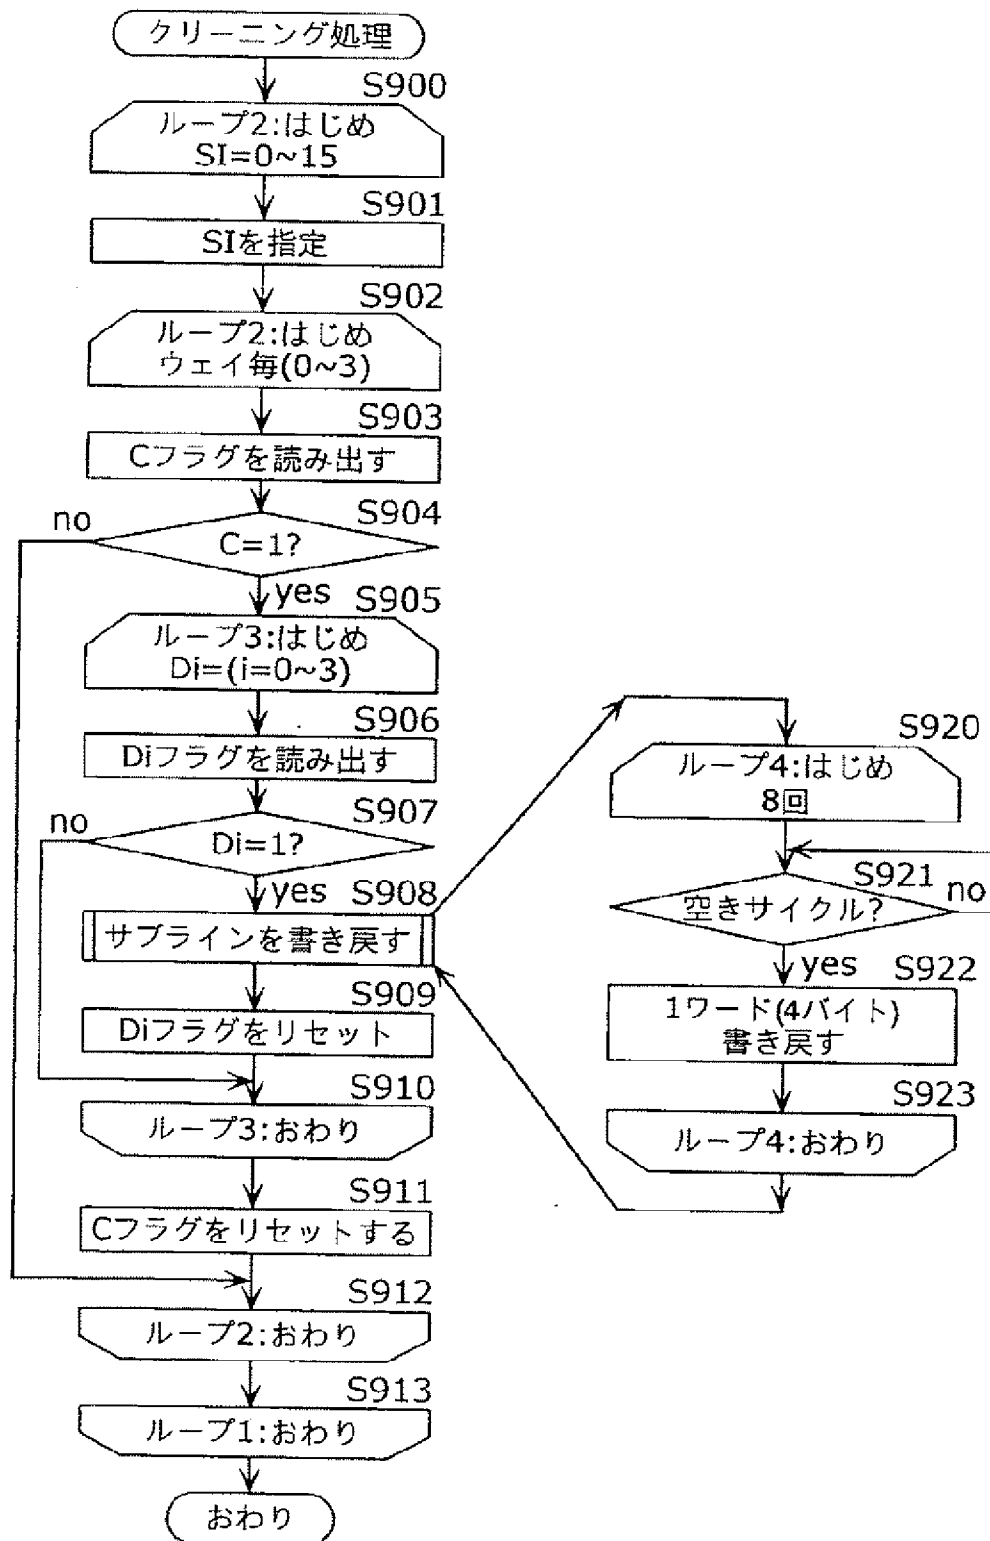 クリーニング処理
S900
ループ2:はじめ
SI=0~15
S901
SIを指定
S902
ループ2:はじめ
ウェイ毎(0~3)
S903
Cフラグを読み出す
S904
no
C=1?
yes
S905
ループ3:はじめ
Di=(i=0~3)
S906
Diフラグを読み出す
S907
no
Di=1?
yes
S908
サブラインを書き戻す
S909
Diフラグをリセット
S910
ループ3:おわり
S911
Cフラグをリセットする
S912
ループ2:おわり
S913
ループ1:おわり
おわり
S920
ループ4:はじめ
8回
S921
no
空きサイクル?
yes
S922
1ワード(4バイト)
書き戻す
S923
ループ4:おわり